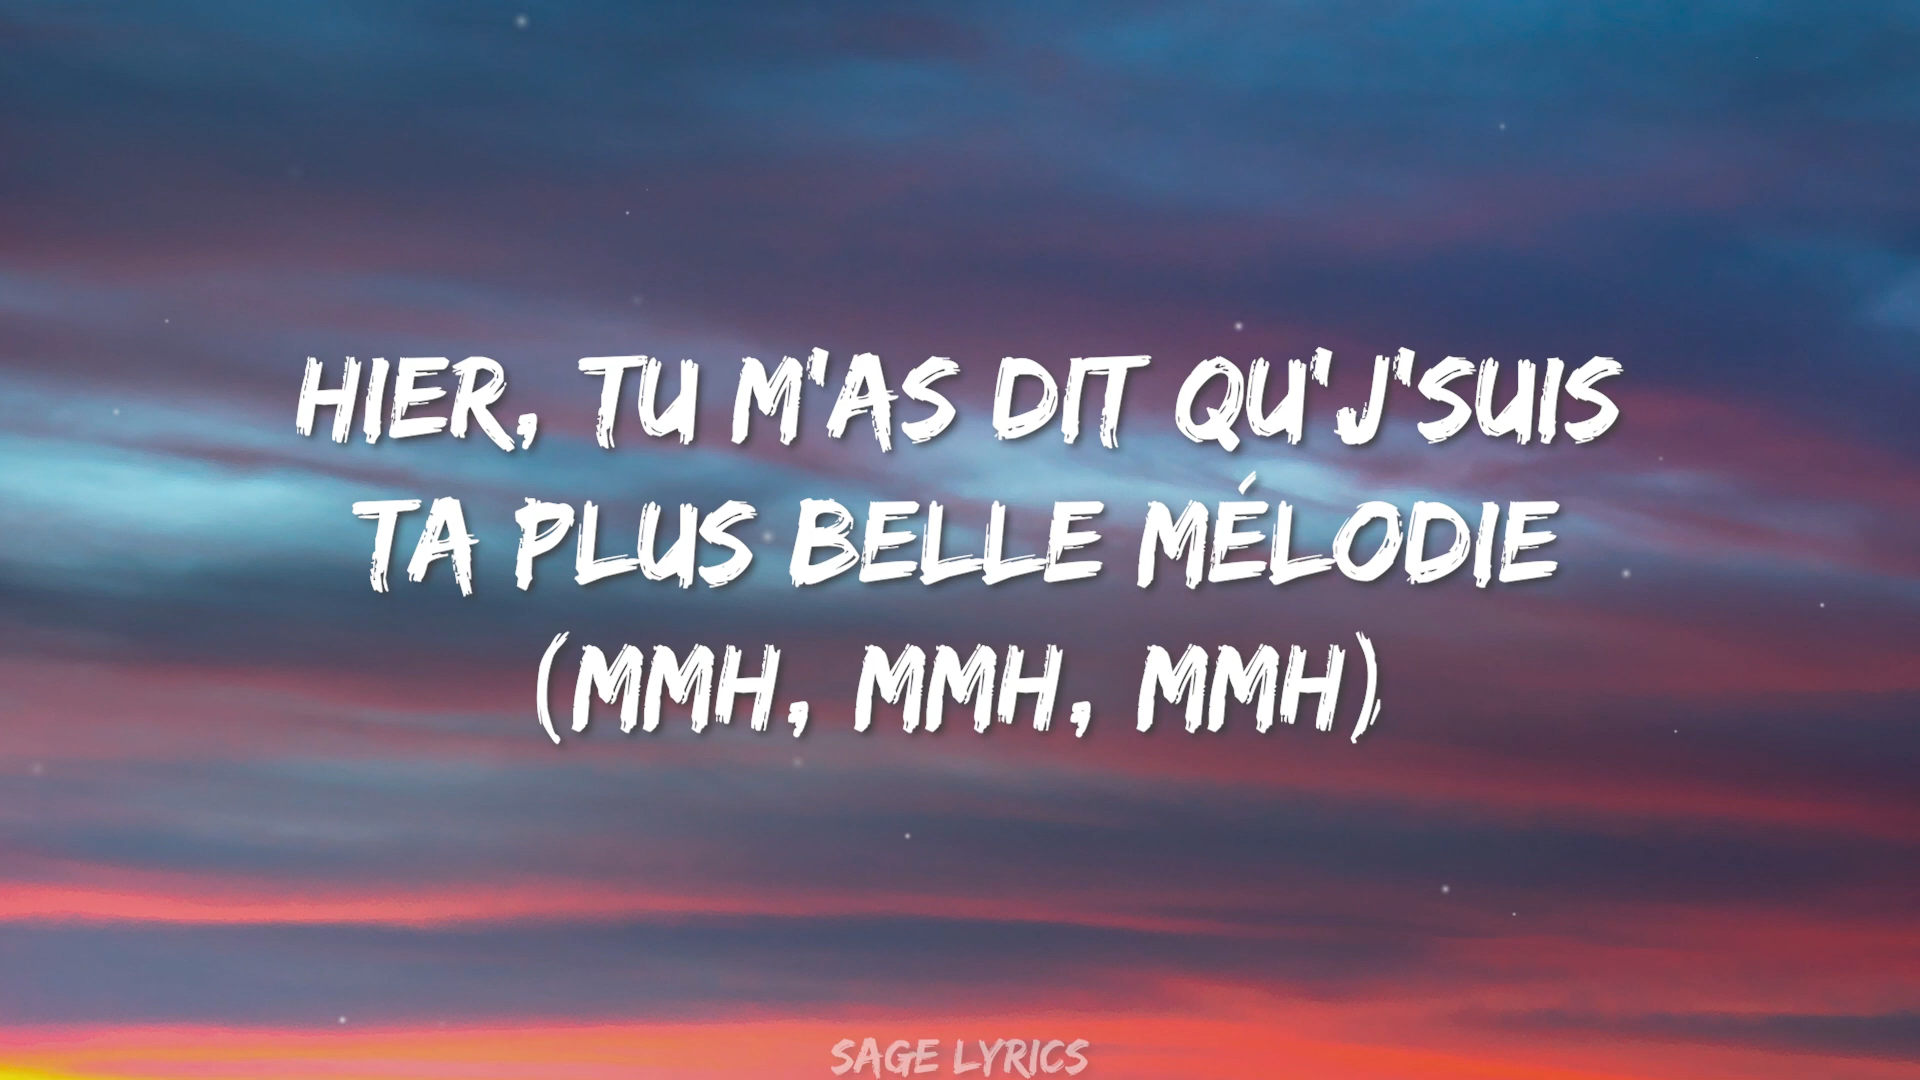 HIER, TU M'AS DIT QU'J'SUIS
TA PLUS BELLE MÉLODIE
(MMH, MMH, MMH)
SAGE LYRICS